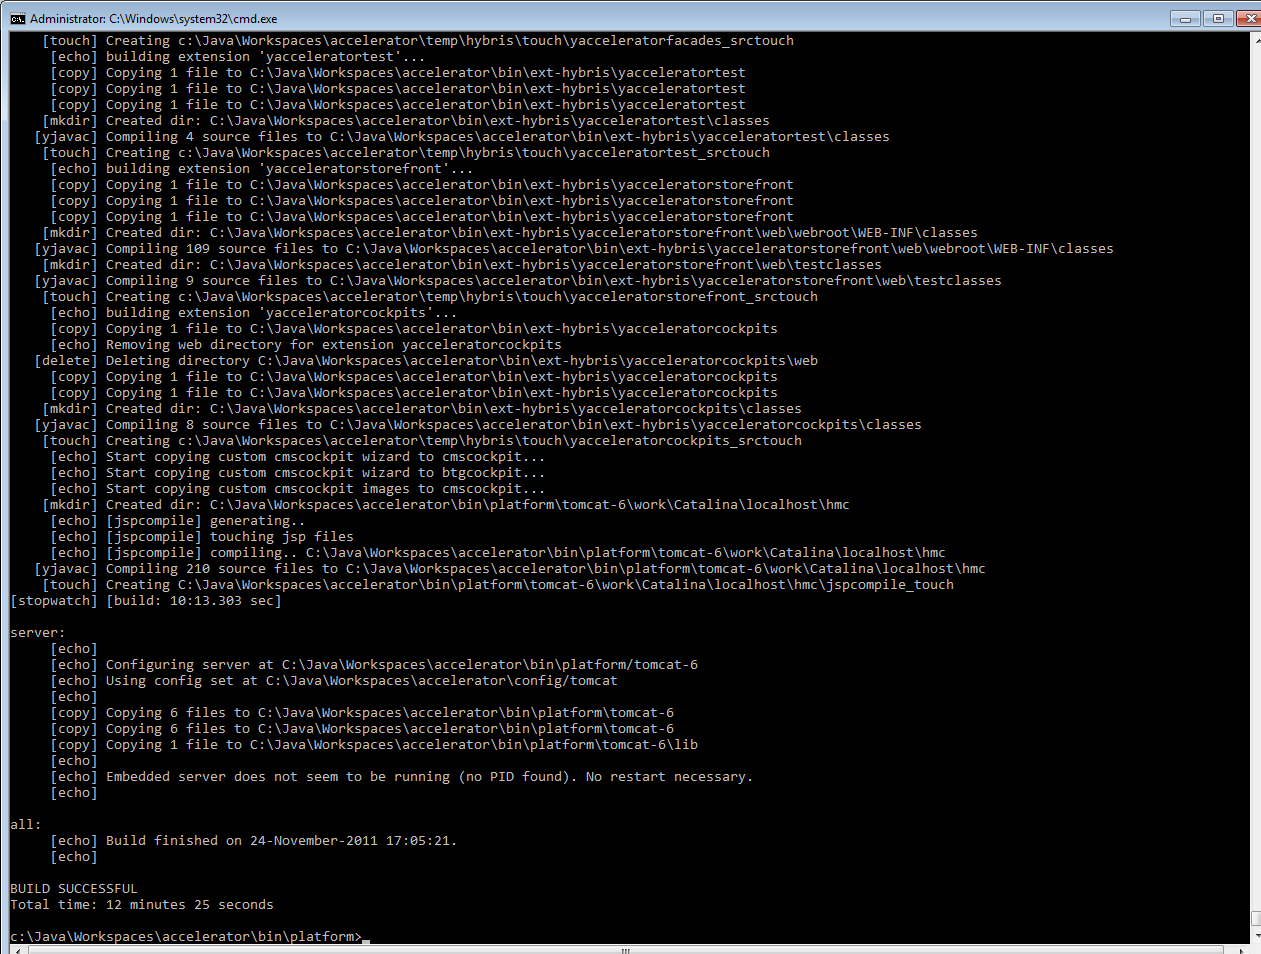 Administrator: C:\Windows\system32\cmd.exe
[touch] Creating c:\Java\Workspaces\accelerator\temp\hybris\touch\yacceleratorfacades_srctouch
[echo] building extension 'yacceleratortest'...
[copy] Copying 1 file to C:\Java\Workspaces\accelerator\bin\ext-hybris\yacceleratortest
[copy] Copying 1 file to C:\Java\Workspaces\accelerator\bin\ext-hybris\yacceleratortest
[copy] Copying 1 file to C:\Java\Workspaces\accelerator\bin\ext-hybris\yacceleratortest
[mkdir] Created dir: C:\Java\Workspaces\accelerator\bin\ext-hybris\yacceleratortest\classes
[yjavac] Compiling 4 source files to C:\Java\Workspaces\accelerator\bin\ext-hybris\yacceleratortest\classes
[touch] Creating c:\Java\Workspaces\accelerator\temp\hybris\touch\yacceleratortest_srctouch
[echo] building extension 'yacceleratorstorefront'...
[copy] Copying 1 file to C:\Java\Workspaces\accelerator\bin\ext-hybris\yacceleratorstorefront
[copy] Copying 1 file to C:\Java\Workspaces\accelerator\bin\ext-hybris\yacceleratorstorefront
[copy] Copying 1 file to C:\Java\Workspaces\accelerator\bin\ext-hybris\yacceleratorstorefront
[mkdir] Created dir: C:\Java\Workspaces\accelerator\bin\ext-hybris\yacceleratorstorefront\web\webroot\WEB-INF\classes
[yjavac] Compiling 109 source files to C:\Java\Workspaces\accelerator\bin\ext-hybris\yacceleratorstorefront\web\webroot\WEB-INF\classes
[mkdir] Created dir: C:\Java\Workspaces\accelerator\bin\ext-hybris\yacceleratorstorefront\web\testclasses
[yjavac] Compiling 9 source files to C:\Java\Workspaces\accelerator\bin\ext-hybris\yacceleratorstorefront\web\testclasses
[touch] Creating c:\Java\Workspaces\accelerator\temp\hybris\touch\yacceleratorstorefront_srctouch
[echo] building extension 'yacceleratorcockpits'...
[copy] Copying 1 file to C:\Java\Workspaces\accelerator\bin\ext-hybris\yacceleratorcockpits
[echo] Removing web directory for extension yacceleratorcockpits
[delete] Deleting directory C:\Java\Workspaces\accelerator\bin\ext-hybris\yacceleratorcockpits\web
[copy] Copying 1 file to C:\Java\Workspaces\accelerator\bin\ext-hybris\yacceleratorcockpits
[copy] Copying 1 file to C:\Java\Workspaces\accelerator\bin\ext-hybris\yacceleratorcockpits
[mkdir] Created dir: C:\Java\Workspaces\accelerator\bin\ext-hybris\yacceleratorcockpits\classes
[yjavac] Compiling 8 source files to C:\Java\Workspaces\accelerator\bin\ext-hybris\yacceleratorcockpits\classes
[touch] Creating c:\Java\Workspaces\accelerator\temp\hybris\touch\yacceleratorcockpits_srctouch
[echo] Start copying custom cmscockpit wizard to cmscockpit...
[echo] Start copying custom cmscockpit wizard to btgcockpit...
[echo] Start copying custom cmscockpit images to cmscockpit...
[mkdir] Created dir: C:\Java\Workspaces\accelerator\bin\platform\tomcat-6\work\Catalina\localhost\hmc
[echo] [jspcompile] generating..
[echo] [jspcompile] touching jsp files
[echo] [jspcompile] compiling.. C:\Java\Workspaces\accelerator\bin\platform\tomcat-6\work\Catalina\localhost\hmc
[yjavac] Compiling 210 source files to C:\Java\Workspaces\accelerator\bin\platform\tomcat-6\work\Catalina\localhost\hmc
[touch] Creating C:\Java\Workspaces\accelerator\bin\platform\tomcat-6\work\Catalina\localhost\hmc\jspcompile_touch
[stopwatch] [build: 10:13.303 sec]
server:
[echo]
[echo] Configuring server at C:\Java\Workspaces\accelerator\bin\platform/tomcat-6
[echo] Using config set at C:\Java\Workspaces\accelerator\config/tomcat
[echo]
[copy] Copying 6 files to C:\Java\Workspaces\accelerator\bin\platform\tomcat-6
[copy] Copying 6 files to C:\Java\Workspaces\accelerator\bin\platform\tomcat-6
[copy] Copying 1 file to C:\Java\Workspaces\accelerator\bin\platform\tomcat-6\lib
[echo]
[echo] Embedded server does not seem to be running (no PID found). No restart necessary.
[echo]
all:
[echo] Build finished on 24-November-2011 17:05:21.
[echo]
BUILD SUCCESSFUL
Total time: 12 minutes 25 seconds
c:\Java\Workspaces\accelerator\bin\platform>_